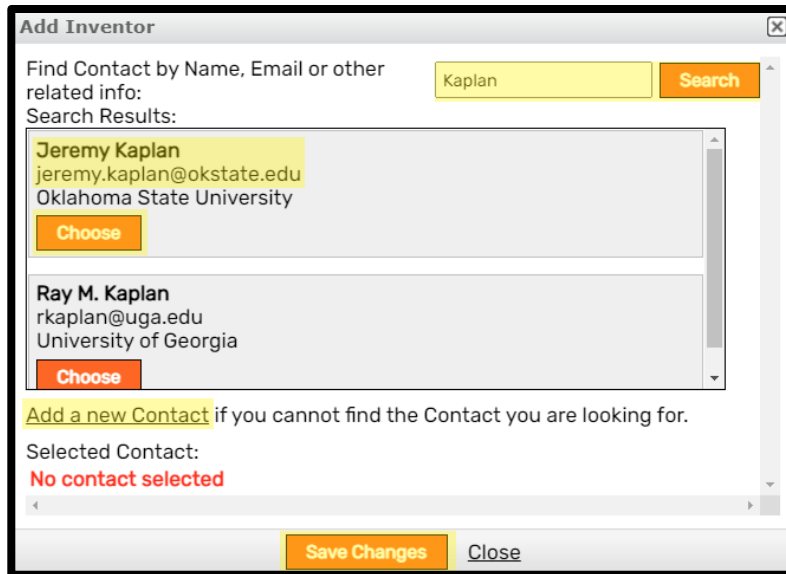 Add Inventor
Find Contact by Name, Email or other
related info:
Kaplan
Search
Search Results:
Jeremy Kaplan
jeremy.kaplan@okstate.edu
Oklahoma State University
Choose
Ray M. Kaplan
rkaplan@uga.edu
University of Georgia
Choose
Add a new Contact if you cannot find the Contact you are looking for.
Selected Contact:
No contact selected
Save Changes Close